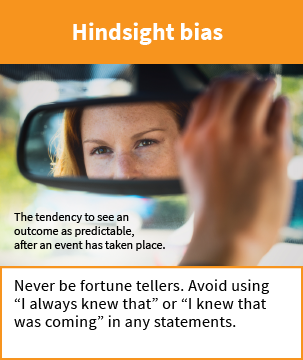 Hindsight bias
The tendency to see an
outcome as predictable,
after an event has taken place.
Never be fortune tellers. Avoid using
“I always knew that” or “I knew that
was coming” in any statements.